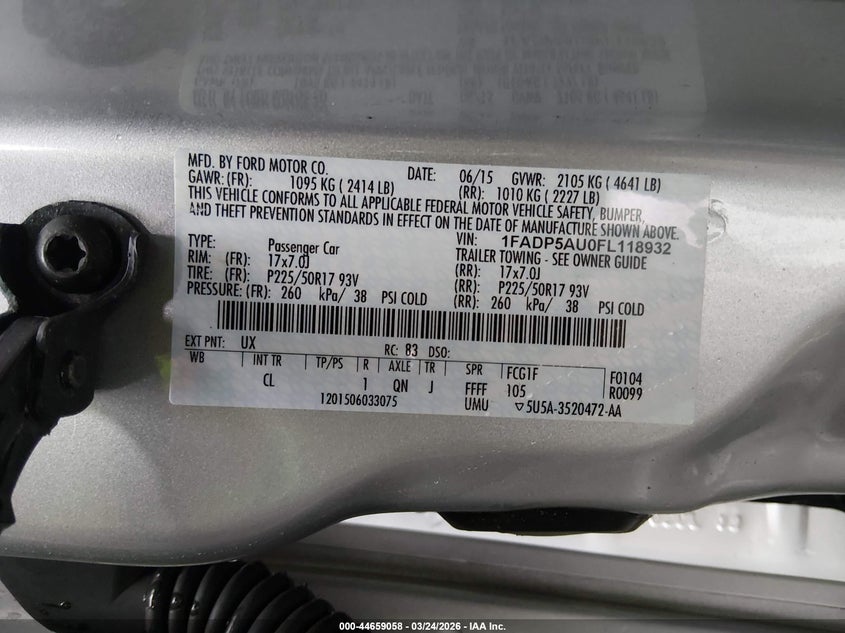 MFD. BY FORD MOTOR CO. DATE: 06/15 GVWR: 2105 KG ( 4641 LB)
GAWR: (FR): 1095 KG ( 2414 LB) (RR): 1010 KG ( 2227 LB)
THIS VEHICLE CONFORMS TO ALL APPLICABLE FEDERAL MOTOR VEHICLE SAFETY, BUMPER,
AND THEFT PREVENTION STANDARDS IN EFFECT ON THE DATE OF MANUFACTURE SHOWN ABOVE.
VIN: 1FADP5AU0FL118932
TYPE: Passenger Car TRAILER TOWING - SEE OWNER GUIDE
RIM: (FR): 17x7.0J (RR): 17x7.0J
TIRE: (FR): P225/50R17 93V (RR): P225/50R17 93V
PRESSURE: (FR): 260 kPa/ 38 PSI COLD (RR): 260 kPa/ 38 PSI COLD
EXT PNT: UX RC: 83 DSO:
WB INT TR TP/PS R AXLE TR SPR FCG1F F0104
CL 1 QN J FFFF 105 R0099
1201506033075 UMU ▽5U5A-3520472-AA
000-44659058 - 03/24/2026 - IAA Inc.